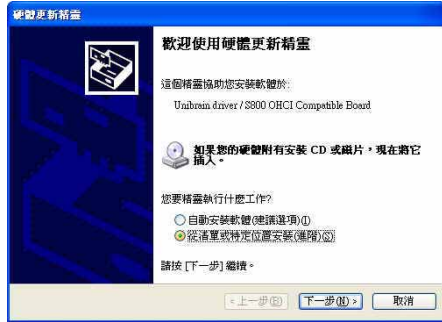 硬體更新精靈
歡迎使用硬體更新精靈
這個精靈協助您安裝軟體於:
Unibrain driver / S800 OHCI Compatible Board
如果您的硬體附有安裝 CD 或磁片，現在將它
插入。
您要精靈執行什麼工作?
自動安裝軟體(建議選項)(I)
從清單或特定位置安裝(進階)(S)
請按 [下一步] 繼續。
< 上一步(B)
下一步(N) >
取消